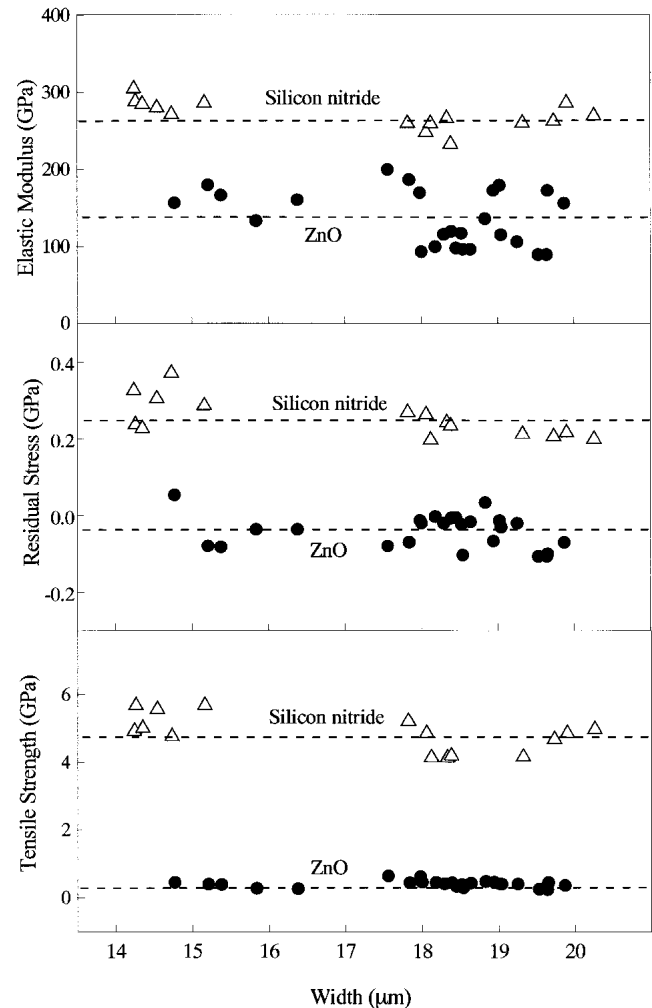 400
300
200
100
0
Elastic Modulus (GPa)
Silicon nitride
ZnO
0.4
0.2
0.0
-0.2
Residual Stress (GPa)
Silicon nitride
ZnO
6
4
2
0
Tensile Strength (GPa)
Silicon nitride
ZnO
14 15 16 17 18 19 20
Width (μm)